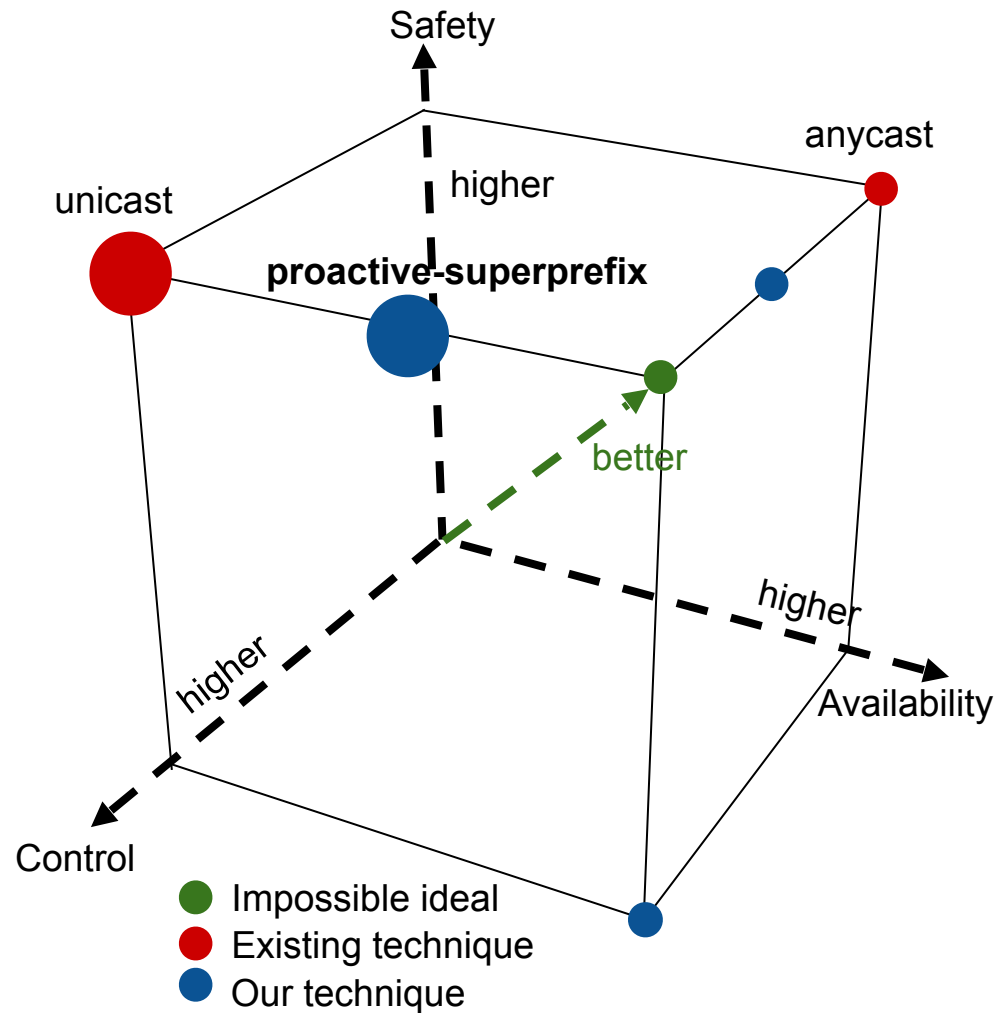 Safety
anycast
higher
unicast
proactive-superprefix
better
higher
higher
Availability
Control
Impossible ideal
Existing technique
Our technique